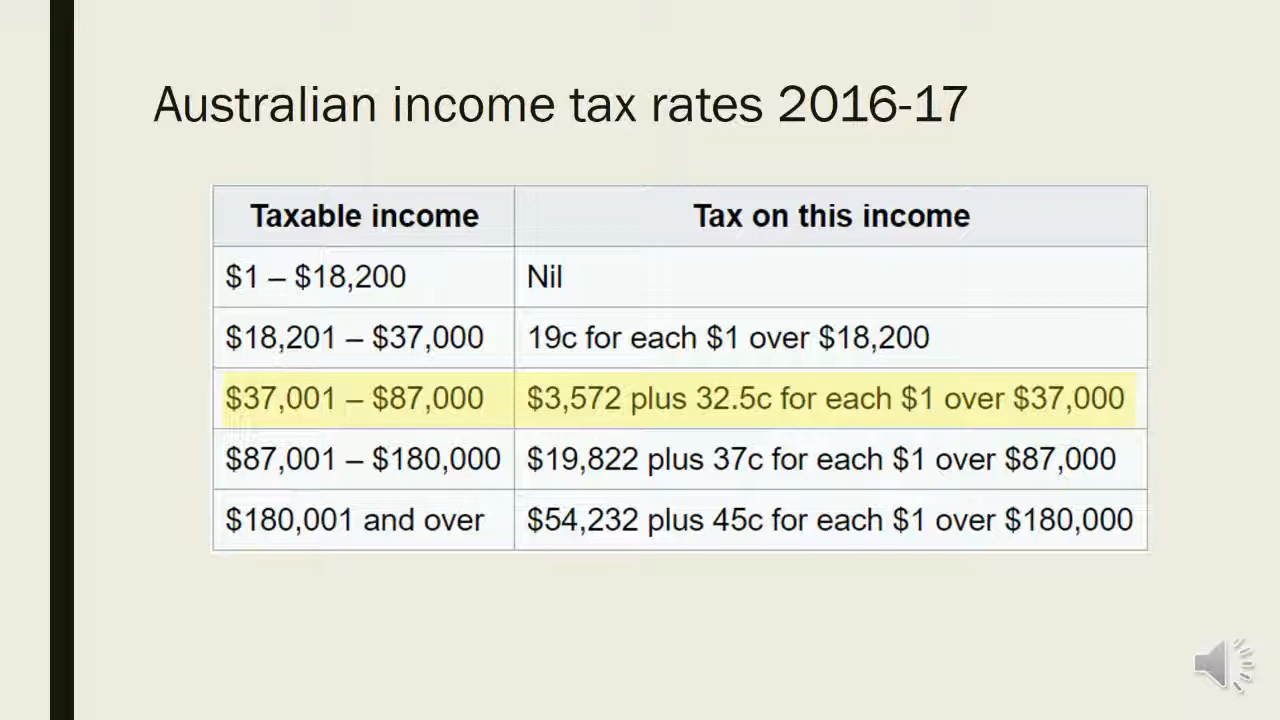 Australian income tax rates 2016-17
Taxable income Tax on this income
$1 – $18,200 Nil
$18,201 – $37,000 19c for each $1 over $18,200
$37,001 – $87,000 $3,572 plus 32.5c for each $1 over $37,000
$87,001 – $180,000 $19,822 plus 37c for each $1 over $87,000
$180,001 and over $54,232 plus 45c for each $1 over $180,000